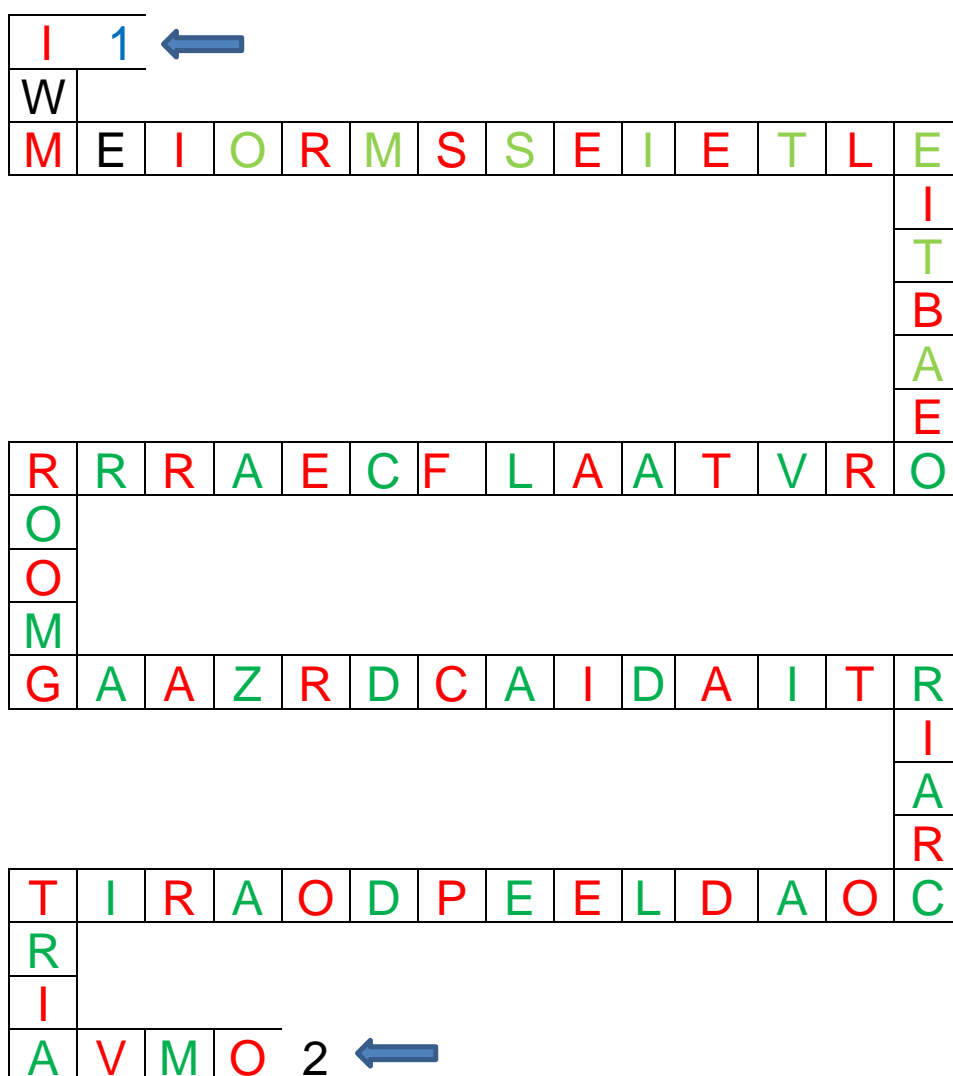 I 1
W
M E I O R M S S E I E T L E
I
T
B
A
E
R R R A E C F L A A T V R O
O
O
M
G A A Z R D C A I D A I T R
I
A
R
T I R A O D P E E L D A O C
R
I
A V M O 2